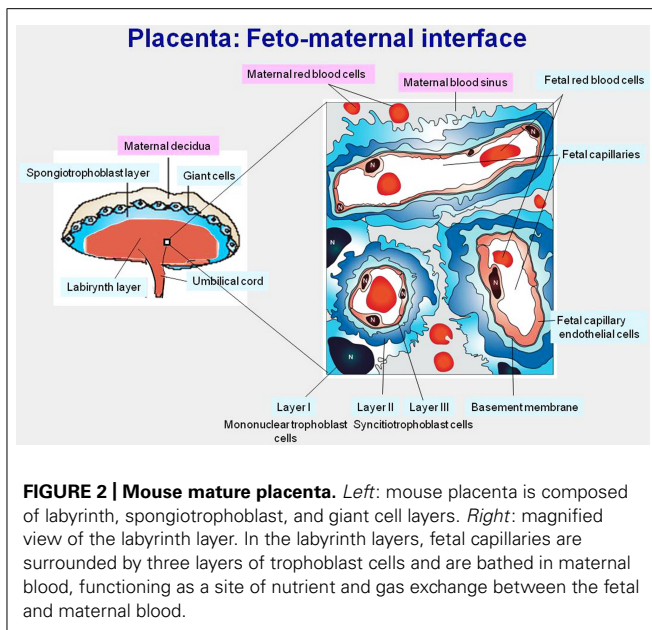 Placenta: Feto-maternal interface
Maternal red blood cells
Maternal blood sinus
Fetal red blood cells
Maternal decidua
Spongiotrophoblast layer
Giant cells
Fetal capillaries
Labirynth layer
Umbilical cord
Fetal capillary
endothelial cells
N
N
N
N
N
N
N
N
N
N
Layer I
Layer II
Layer III
Basement membrane
Mononuclear trophoblast
cells
Syncitiotrophoblast cells
FIGURE 2 | Mouse mature placenta. Left: mouse placenta is composed
of labyrinth, spongiotrophoblast, and giant cell layers. Right: magnified
view of the labyrinth layer. In the labyrinth layers, fetal capillaries are
surrounded by three layers of trophoblast cells and are bathed in maternal
blood, functioning as a site of nutrient and gas exchange between the fetal
and maternal blood.